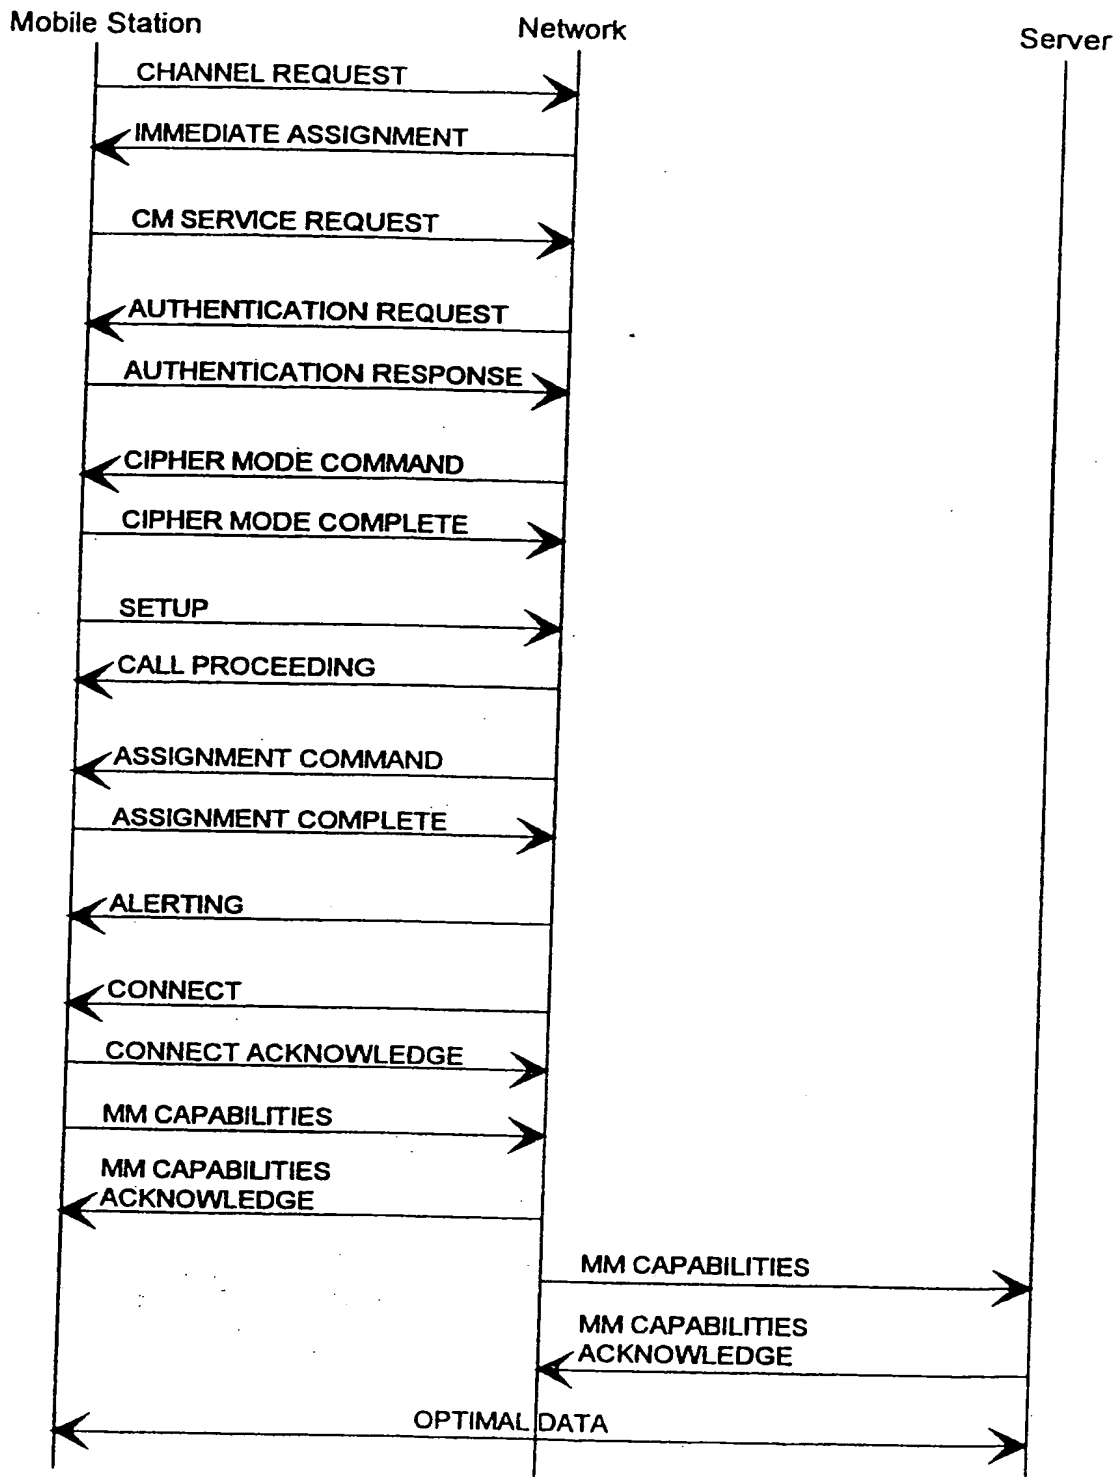 Mobile Station
Network
Server
CHANNEL REQUEST
IMMEDIATE ASSIGNMENT
CM SERVICE REQUEST
AUTHENTICATION REQUEST
AUTHENTICATION RESPONSE
CIPHER MODE COMMAND
CIPHER MODE COMPLETE
SETUP
CALL PROCEEDING
ASSIGNMENT COMMAND
ASSIGNMENT COMPLETE
ALERTING
CONNECT
CONNECT ACKNOWLEDGE
MM CAPABILITIES
MM CAPABILITIES
ACKNOWLEDGE
MM CAPABILITIES
MM CAPABILITIES
ACKNOWLEDGE
OPTIMAL DATA